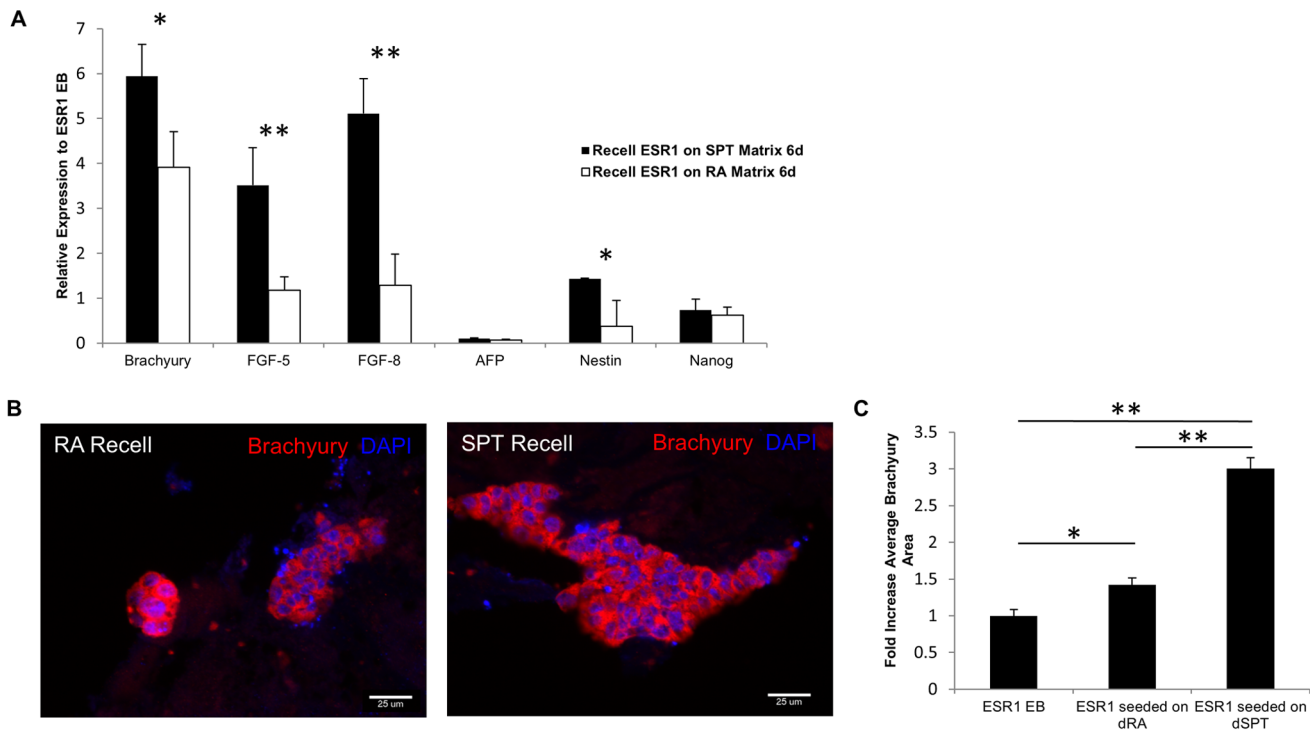 A
Relative Expression to ESR1 EB
7
6
5
4
3
2
1
0
*
**
**
*
Recell ESR1 on SPT Matrix 6d
Recell ESR1 on RA Matrix 6d
Brachyury FGF-5 FGF-8 AFP Nestin Nanog
B
RA Recell Brachyury DAPI
25 um
SPT Recell Brachyury DAPI
25 um
C
Fold Increase Average Brachyury
Area
3.5
3
2.5
2
1.5
1
0.5
0
**
**
*
ESR1 EB ESR1 seeded on ESR1 seeded on
dRA dSPT